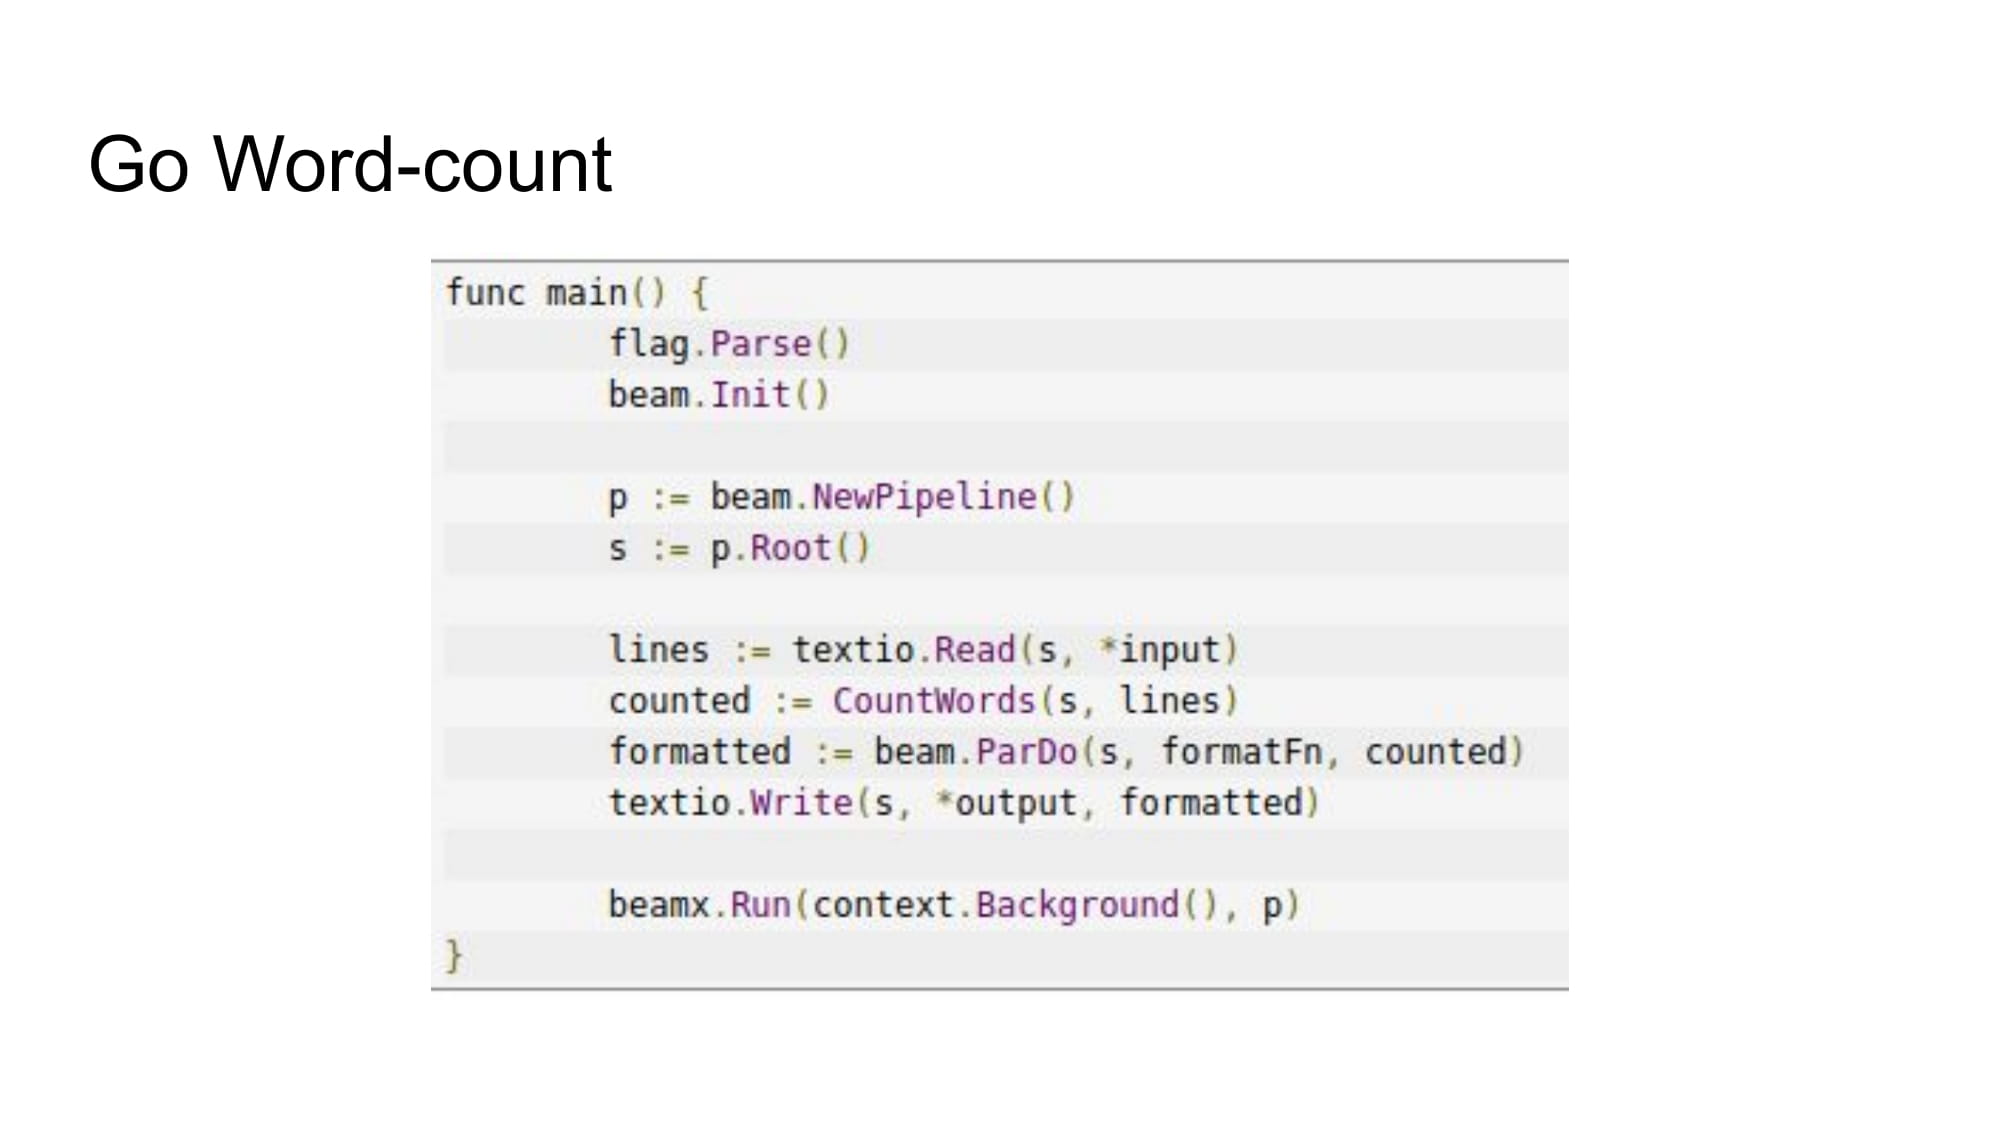 Go Word-count
func main() {
        flag.Parse()
        beam.Init()

        p := beam.NewPipeline()
        s := p.Root()

        lines := textio.Read(s, *input)
        counted := CountWords(s, lines)
        formatted := beam.ParDo(s, formatFn, counted)
        textio.Write(s, *output, formatted)

        beamx.Run(context.Background(), p)
}